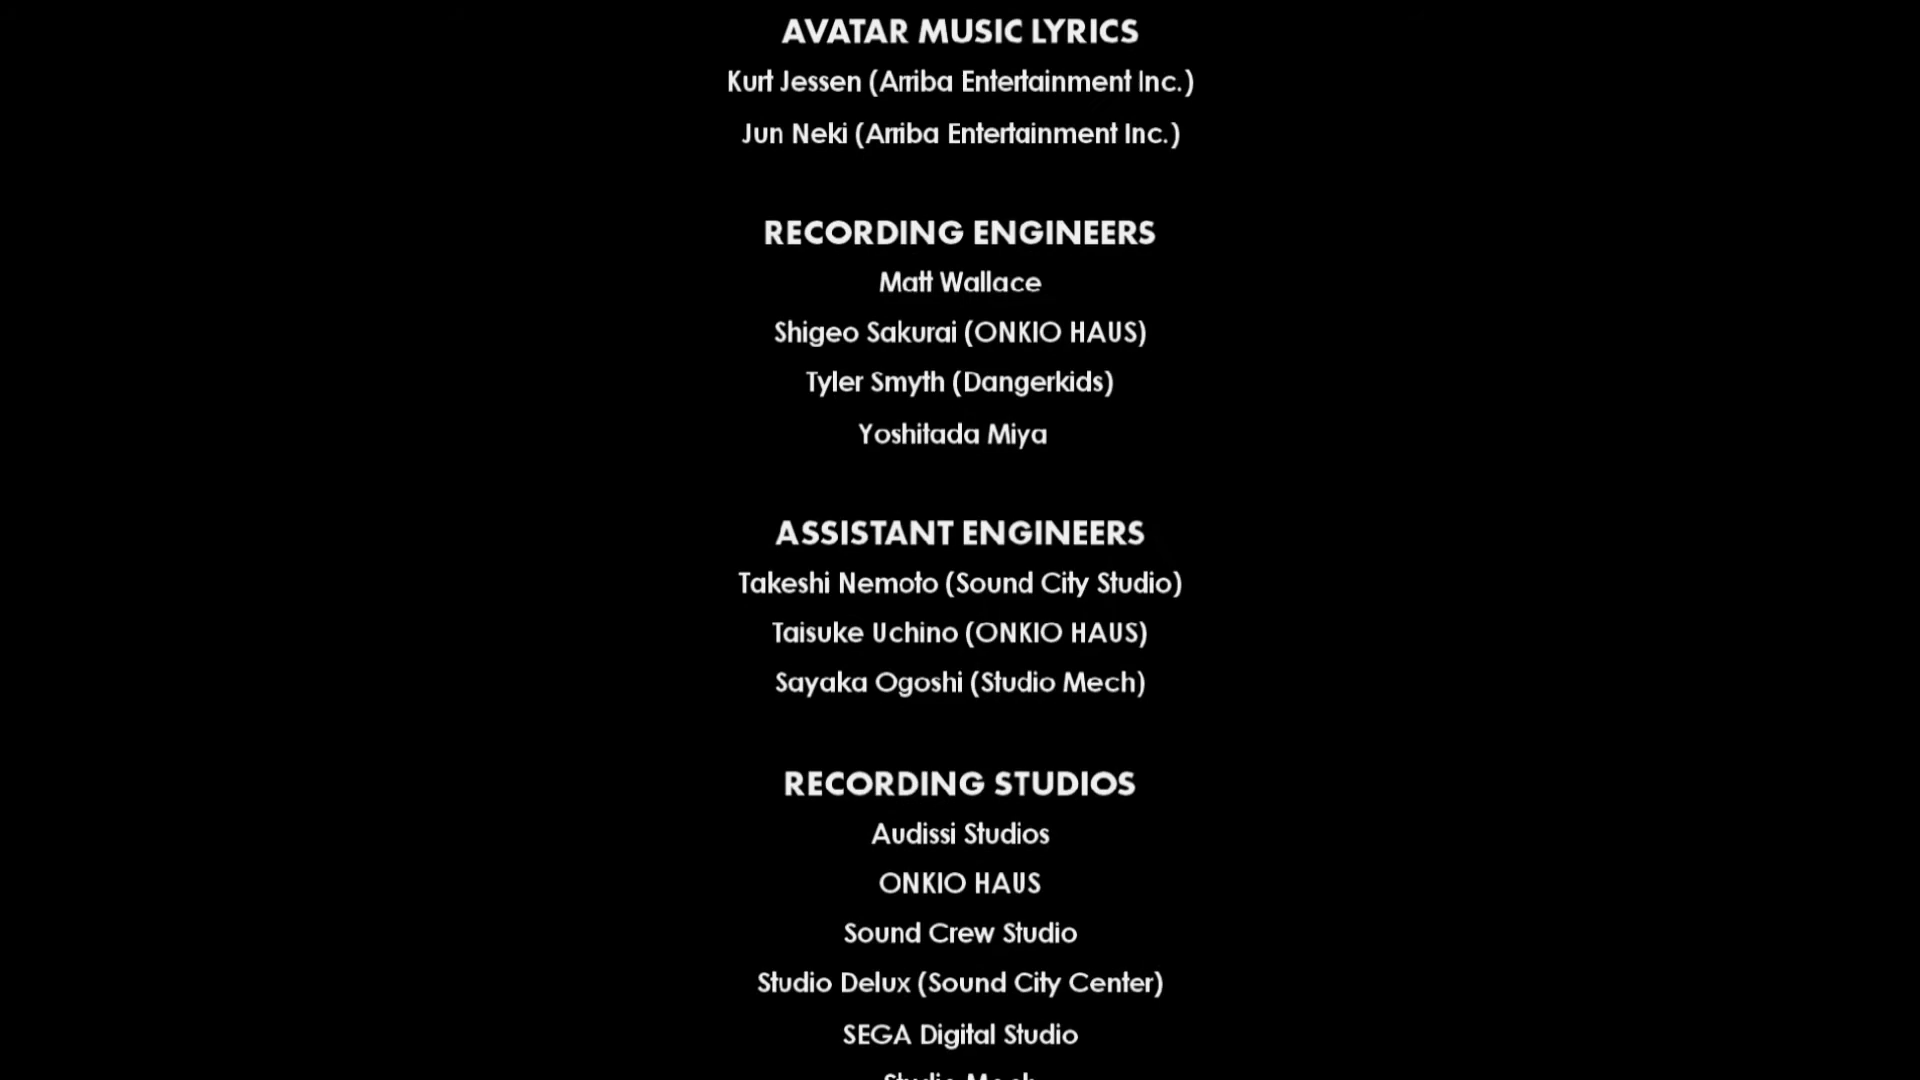 AVATAR MUSIC LYRICS
Kurt Jessen (Arriba Entertainment Inc.)
Jun Neki (Arriba Entertainment Inc.)
RECORDING ENGINEERS
Matt Wallace
Shigeo Sakurai (ONKIO HAUS)
Tyler Smyth (Dangerkids)
Yoshitada Miya
ASSISTANT ENGINEERS
Takeshi Nemoto (Sound City Studio)
Taisuke Uchino (ONKIO HAUS)
Sayaka Ogoshi (Studio Mech)
RECORDING STUDIOS
Audissi Studios
ONKIO HAUS
Sound Crew Studio
Studio Delux (Sound City Center)
SEGA Digital Studio
Studio Mech